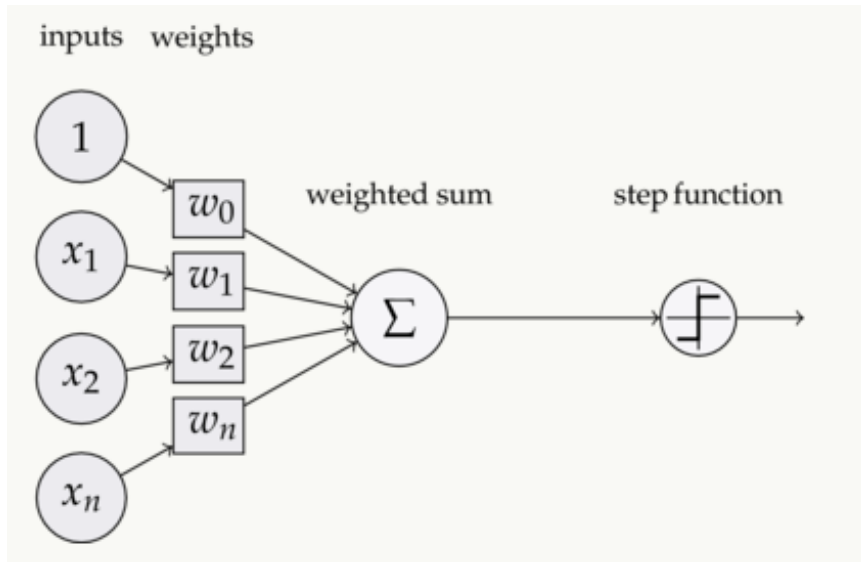 inputs weights
1
w₀
weighted sum
step function
x₁
w₁
Σ
x₂
w₂
wₙ
xₙ